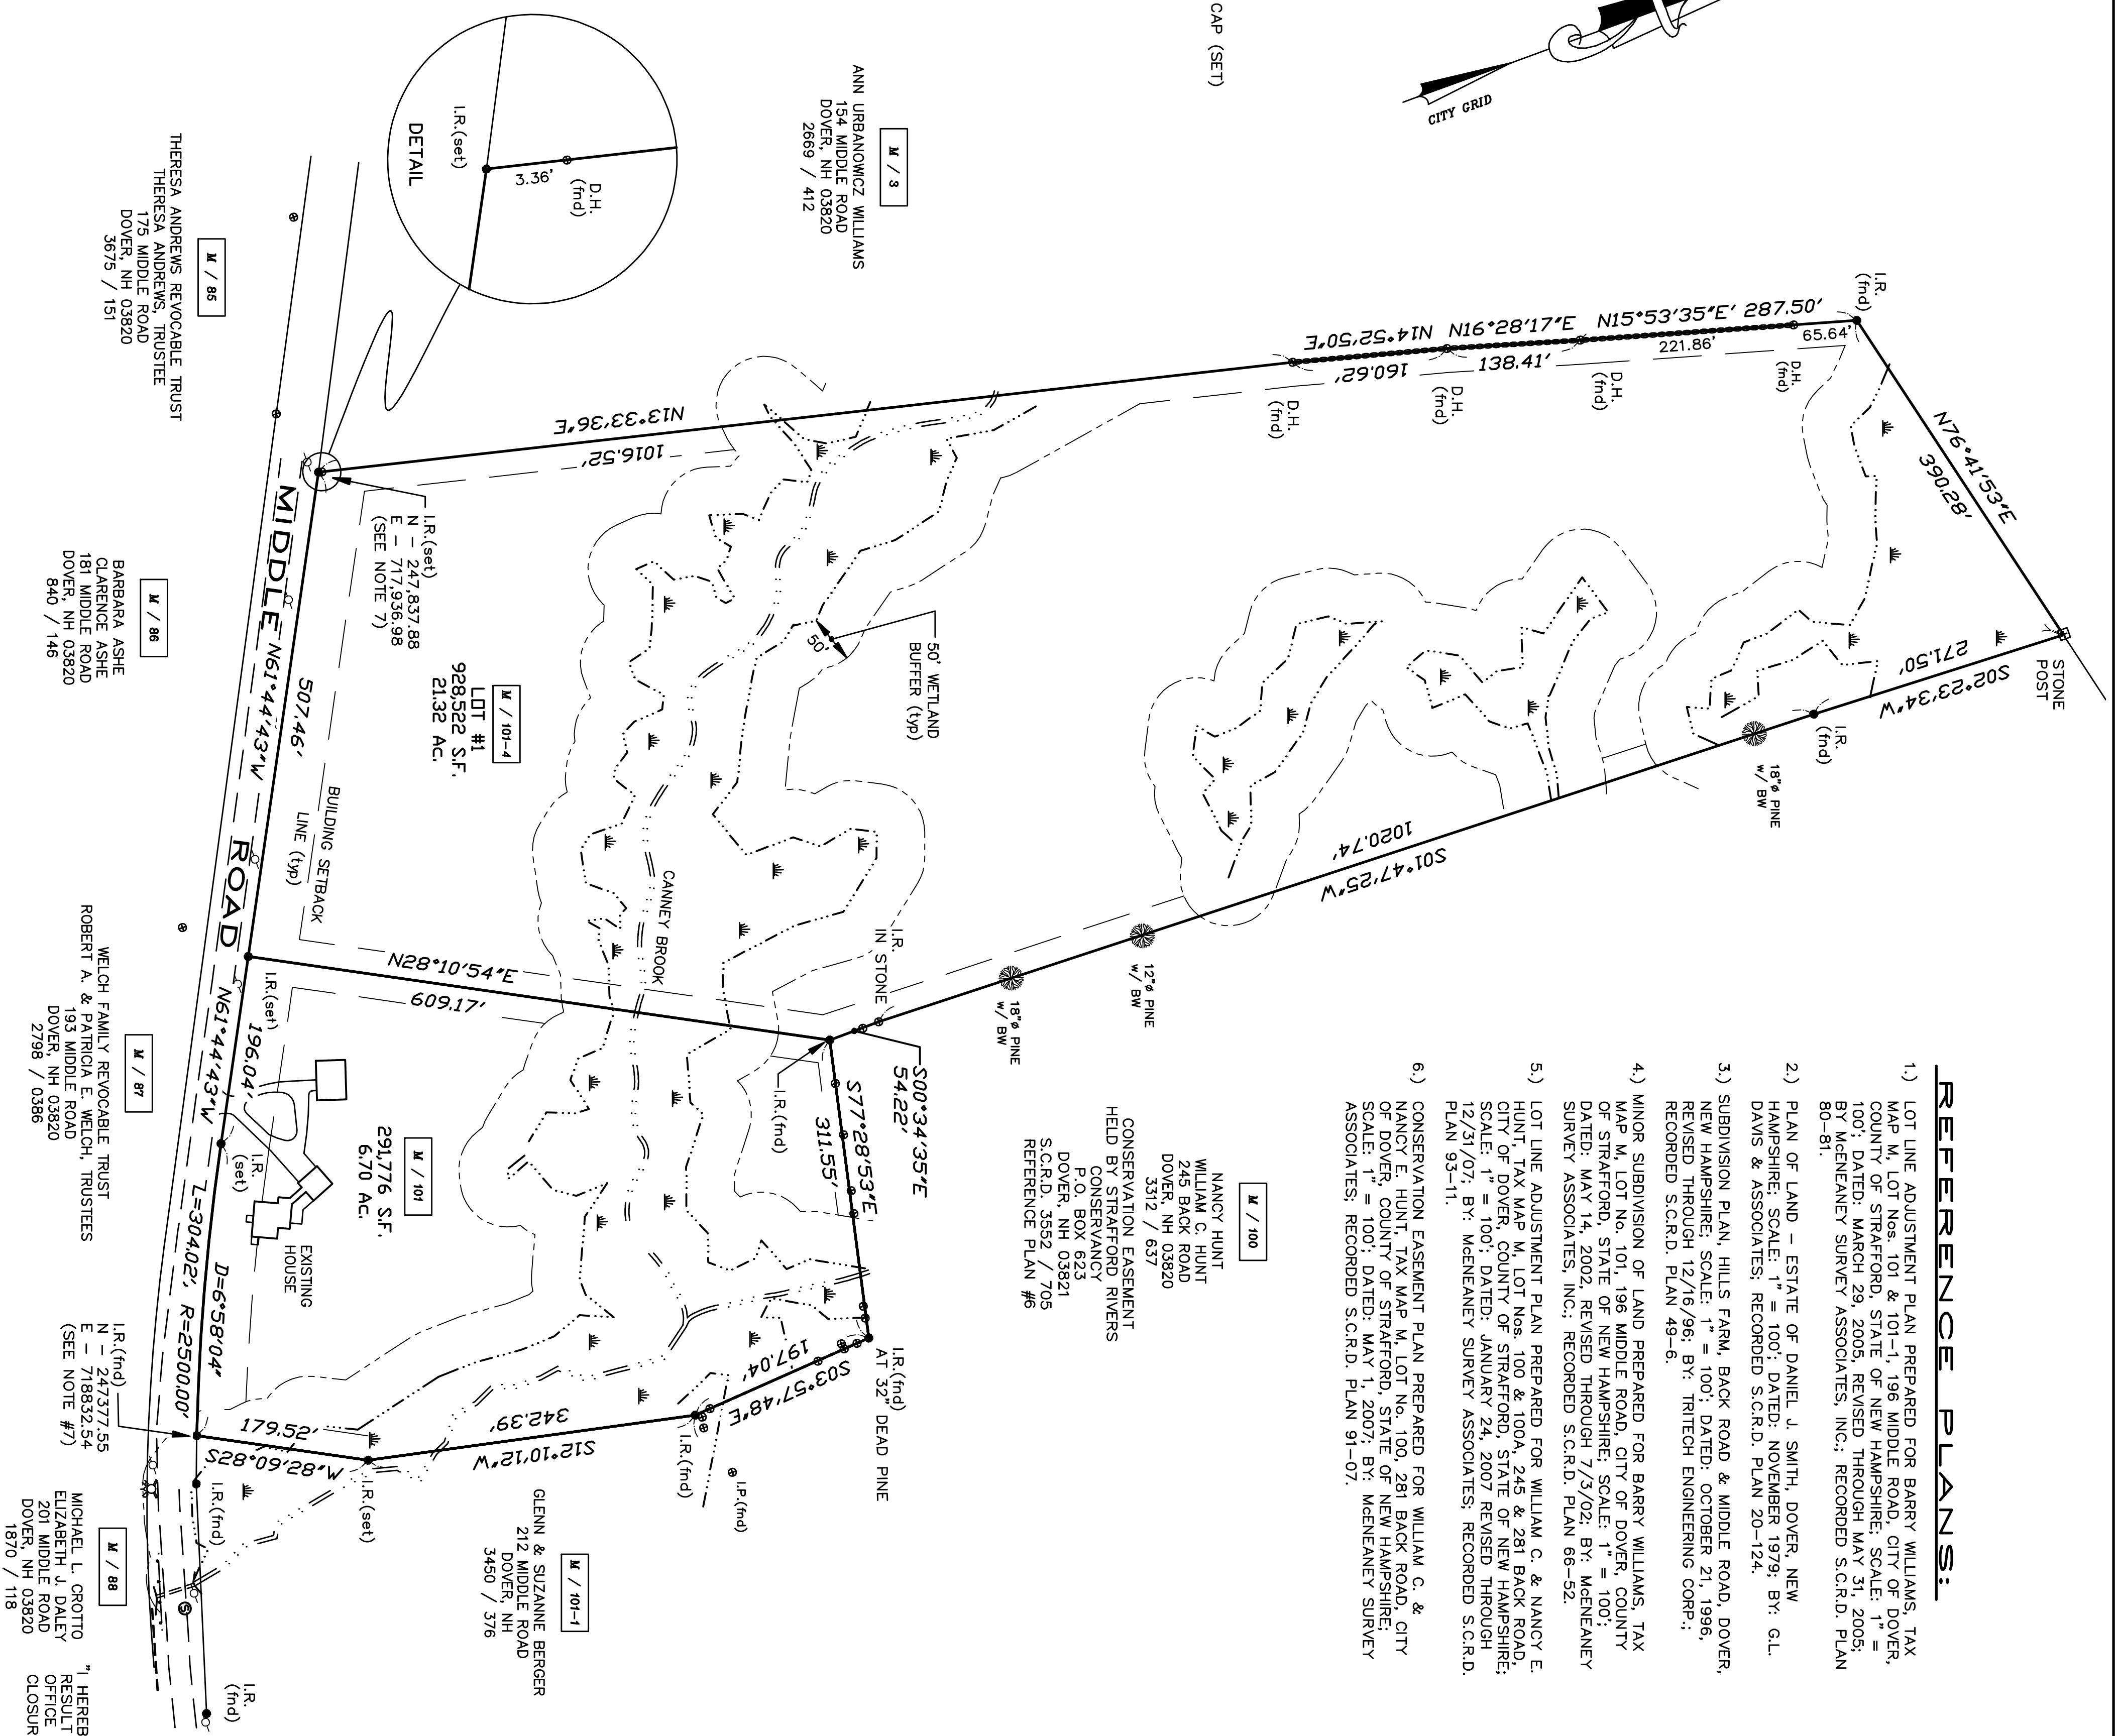 CAP (SET)
CITY GRID
REFERENCE PLANS:
1.) LOT LINE ADJUSTMENT PLAN PREPARED FOR BARRY WILLIAMS, TAX
MAP M, LOT Nos. 101 & 101-1, 196 MIDDLE ROAD, CITY OF DOVER,
COUNTY OF STRAFFORD, STATE OF NEW HAMPSHIRE; SCALE: 1" =
100'; DATED: MARCH 29, 2005, REVISED THROUGH MAY 31, 2005;
BY McENEANEY SURVEY ASSOCIATES, INC.; RECORDED S.C.R.D. PLAN
80-81.
2.) PLAN OF LAND - ESTATE OF DANIEL J. SMITH, DOVER, NEW
HAMPSHIRE; SCALE: 1" = 100'; DATED: NOVEMBER 1979; BY: G.L.
DAVIS & ASSOCIATES; RECORDED S.C.R.D. PLAN 20-124.
3.) SUBDIVISION PLAN, HILLS FARM, BACK ROAD & MIDDLE ROAD, DOVER,
NEW HAMPSHIRE; SCALE: 1" = 100'; DATED: OCTOBER 21, 1996,
REVISED THROUGH 12/16/96; BY: TRITECH ENGINEERING CORP.;
RECORDED S.C.R.D. PLAN 49-6.
4.) MINOR SUBDIVISION OF LAND PREPARED FOR BARRY WILLIAMS, TAX
MAP M, LOT No. 101, 196 MIDDLE ROAD, CITY OF DOVER, COUNTY
OF STRAFFORD, STATE OF NEW HAMPSHIRE; SCALE: 1" = 100';
DATED: MAY 14, 2002, REVISED THROUGH 7/3/02; BY: McENEANEY
SURVEY ASSOCIATES, INC.; RECORDED S.C.R.D. PLAN 66-52.
5.) LOT LINE ADJUSTMENT PLAN PREPARED FOR WILLIAM C. & NANCY E.
HUNT, TAX MAP M, LOT Nos. 100 & 100A, 245 & 281 BACK ROAD,
CITY OF DOVER, COUNTY OF STRAFFORD, STATE OF NEW HAMPSHIRE;
SCALE: 1" = 100'; DATED: JANUARY 24, 2007 REVISED THROUGH
12/31/07; BY: McENEANEY SURVEY ASSOCIATES; RECORDED S.C.R.D.
PLAN 93-11.
6.) CONSERVATION EASEMENT PLAN PREPARED FOR WILLIAM C. &
NANCY E. HUNT, TAX MAP M, LOT No. 100, 281 BACK ROAD, CITY
OF DOVER, COUNTY OF STRAFFORD, STATE OF NEW HAMPSHIRE;
SCALE: 1" = 100'; DATED: MAY 1, 2007; BY: McENEANEY SURVEY
ASSOCIATES; RECORDED S.C.R.D. PLAN 91-07.
I.R.
(fnd)
65.64'
N76°41'53"E
390.28'
STONE
POST
271.50'
S02°23'34"W
N15°53'35"E' 287.50'
221.86'
D.H.
(fnd)
N16°28'17"E
138.41'
D.H.
(fnd)
N14°52'50"E
160.62'
D.H.
(fnd)
D.H.
(fnd)
I.R.
(fnd)
18"ø PINE
w/ BW
1020.74'
S01°47'25"W
12"ø PINE
w/ BW
18"ø PINE
w/ BW
M / 3
ANN URBANOWICZ WILLIAMS
154 MIDDLE ROAD
DOVER, NH 03820
2669 / 412
50' WETLAND
BUFFER (typ)
50'
I.R.
IN STONE
S00°34'35"E
54.22'
M / 100
NANCY HUNT
WILLIAM C. HUNT
245 BACK ROAD
DOVER, NH 03820
3312 / 637
CONSERVATION EASEMENT
HELD BY STRAFFORD RIVERS
CONSERVANCY
P.O. BOX 623
DOVER, NH 03821
S.C.R.D. 3552 / 705
REFERENCE PLAN #6
D.H.
(fnd)
3.36'
I.R.(set)
DETAIL
N13°33'36"E
1016.52'
CANNEY BROOK
S77°28'53"E
311.55'
I.R.(fnd)
I.R.(fnd)
AT 32" DEAD PINE
197.04'
S03°57'48"E
I.P.(fnd)
I.R.(fnd)
M / 101-4
LOT #1
928,522 S.F.
21.32 Ac.
I.R.(set)
N - 247,837.88
E - 717,936.98
(SEE NOTE 7)
N28°10'54"E
609.17'
M / 101
291,776 S.F.
6.70 Ac.
342.39'
S12°10'12"W
M / 101-1
GLENN & SUZANNE BERGER
212 MIDDLE ROAD
DOVER, NH
3450 / 376
BUILDING SETBACK
LINE (typ)
507.46'
N61°44'43"W
I.R.(set)
196.04'
N61°44'43"W
I.R.
(set)
EXISTING
HOUSE
D=6°58'04"
L=304.02', R=2500.00'
179.52'
S28°09'28"W
I.R.(set)
I.R.(fnd)
I.R.
(fnd)
MIDDLE ROAD
S
M / 85
THERESA ANDREWS REVOCABLE TRUST
THERESA ANDREWS, TRUSTEE
175 MIDDLE ROAD
DOVER, NH 03820
3675 / 151
M / 86
BARBARA ASHE
CLARENCE ASHE
181 MIDDLE ROAD
DOVER, NH 03820
840 / 146
M / 87
WELCH FAMILY REVOCABLE TRUST
ROBERT A. & PATRICIA E. WELCH, TRUSTEES
193 MIDDLE ROAD
DOVER, NH 03820
2798 / 0386
I.R.(fnd)
N - 247377.55
E - 718832.54
(SEE NOTE #7)
M / 88
MICHAEL L. CROTTO
ELIZABETH J. DALEY
201 MIDDLE ROAD
DOVER, NH 03820
1870 / 118
"I HEREB
RESULT
OFFICE
CLOSUR